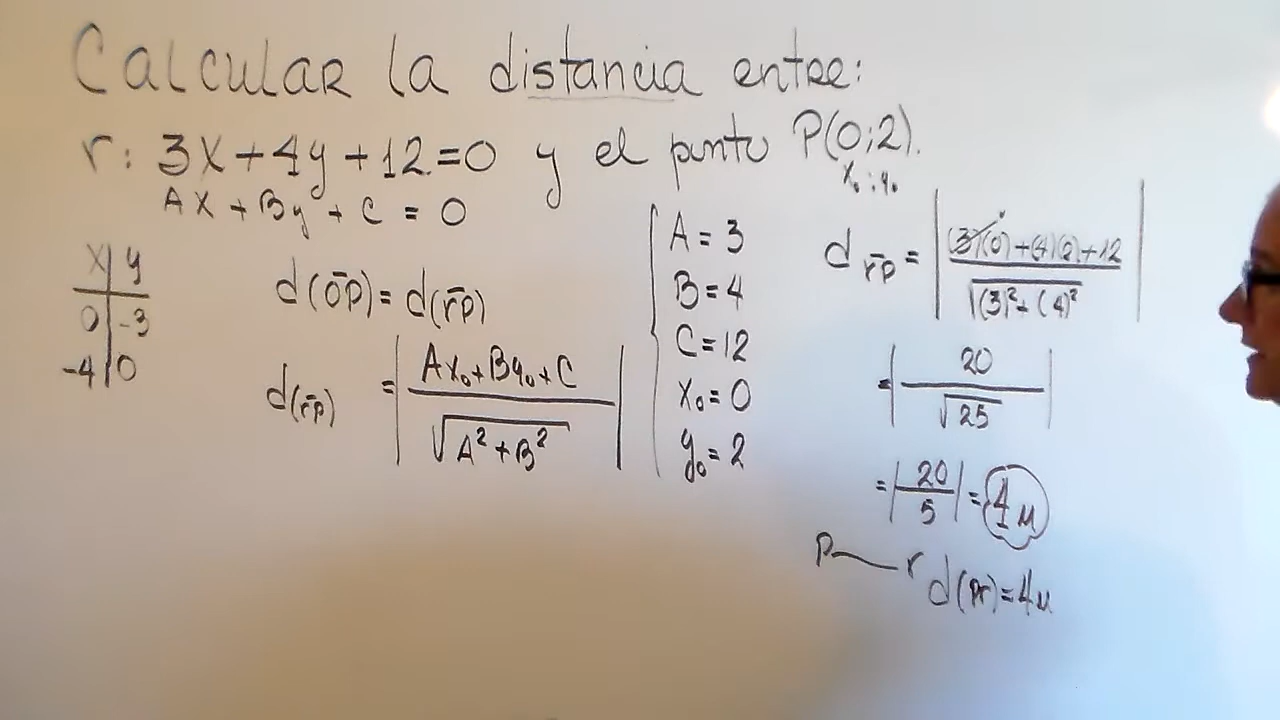 Calcular la distancia entre:
r: 3x+4y+12=0 y el punto P(0;2).
x₀ ; y₀
Ax + By + C = 0
x | y
0 | -3
-4 | 0
d(op) = d(rp)
d(rp) = | Ax₀+By₀+C / √A²+B² |
A = 3
B = 4
C = 12
x₀ = 0
y₀ = 2
d rp = | (3)(0)+(4)(2)+12 / √(3)²+(4)² |
= | 20 / √25 |
= | 20 / 5 | = 4u
P r
d(pr) = 4u